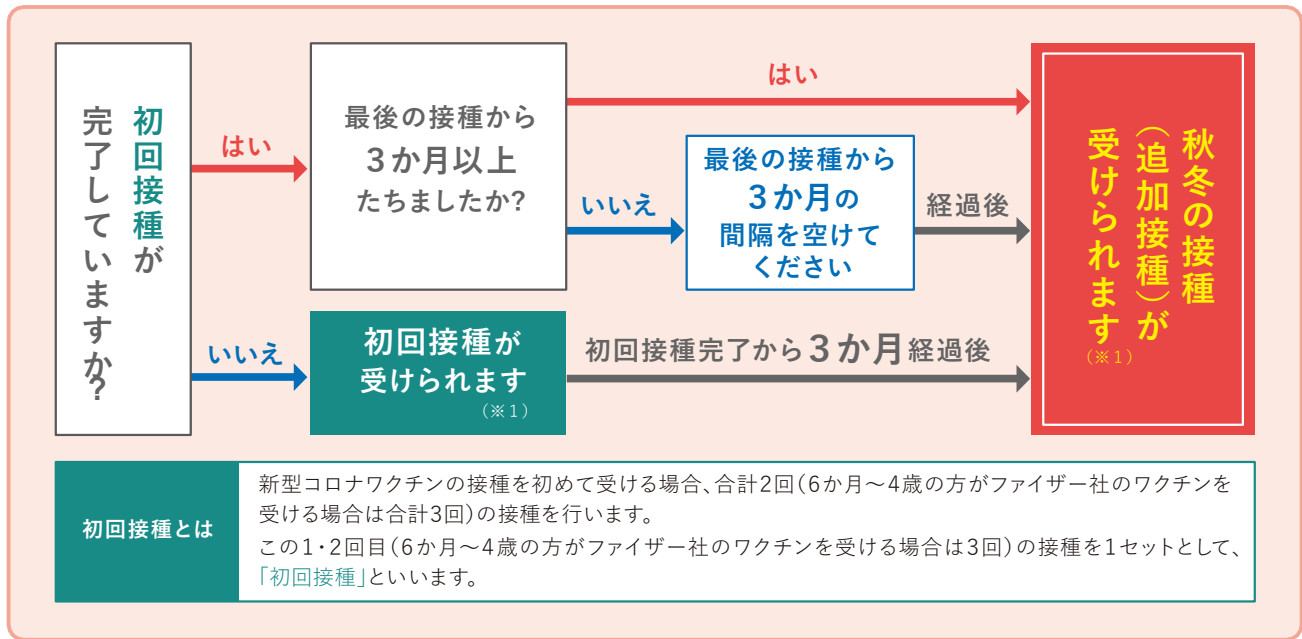 初回接種が
完了していますか?
はい
最後の接種から
3か月以上
たちましたか?
はい
いいえ
最後の接種から
3か月の
間隔を空けて
ください
経過後
いいえ
初回接種が
受けられます
(※1)
初回接種完了から3か月経過後
秋冬の接種
(追加接種)が
受けられます
(※1)
初回接種とは
新型コロナワクチンの接種を初めて受ける場合、合計2回(6か月～4歳の方がファイザー社のワクチンを
受ける場合は合計3回)の接種を行います。
この1・2回目(6か月～4歳の方がファイザー社のワクチンを受ける場合は3回)の接種を1セットとして、
「初回接種」といいます。